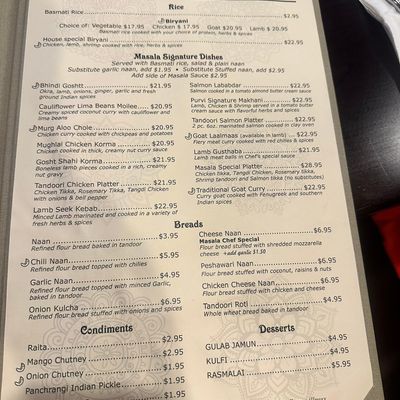 Rice
Basmati Rice $2.95
Biryani
Choice of: Vegetable $17.95 Chicken $17.95 Goat $20.95 Lamb $20.95
Basmati rice cooked with your choice of protein, herbs & spices
House special Biryani $22.95
Chicken, lamb, shrimp cooked with rice, herbs & spices
Masala Signature Dishes
Served with Basmati rice, salad & plain naan
Substitute garlic naan, add $1.95 * Substitute Stuffed naan, add $2.95
Add side of Masala Sauce $2.95
Bhindi Goshtt $21.95
Okra, lamb, onions, ginger, garlic and fresh
ground Indian spices
Cauliflower Lima Beans Moilee $20.95
Creamy spiced coconut curry with cauliflower and
lima beans
Murg Aloo Chole $20.95
Chicken curry cooked with chickpeas and potatoes
Mughlai Chicken Korma $20.95
Chicken cooked in thick, creamy nut curry sauce
Gosht Shahi Korma $21.95
Boneless lamb pieces cooked in a rich, creamy
nut gravy
Tandoori Chicken Platter $21.95
Chicken Tikka, Rosemary Tikka, Tangli Chicken
with onions & bell pepper
Lamb Seek Kebab $22.95
Minced Lamb marinated and cooked in a variety of
fresh herbs & spices
Salmon Lababdar $22.95
Salmon cooked in tomato almond butter cream sauce
Purvi Signature Makhani $22.95
Lamb, Chicken & Shrimp served in a tomato butter
cream sauce with flavorful herbs & spices
Tandoori Salmon Platter $22.95
2 pc. 6oz. marinated salmon cooked in clay oven
Goat Laalmaas (available in lamb) $22.95
Fiery meat curry cooked with red chilies & spices
Lamb Gusthaba $21.95
Lamb meat balls in Chef's special sauce
Masala Special Platter $28.95
Chicken tikka, Tangli Chicken, Rosemary tikka,
Shrimp tandoori and Salmon tikka (no substitutes)
Traditional Goat Curry $22.95
Goat curry cooked with Fenugreek and southern
Indian spices
Breads
Naan $3.95
Refined flour bread baked in tandoor
Chili Naan $5.95
Refined flour bread topped with chilies
Garlic Naan $4.95
Refined flour bread topped with minced Garlic,
baked in tandoor
Onion Kulcha $6.95
Refined flour bread stuffed with onions and spices
Cheese Naan $6.95
Masala Chef Special
Flour bread stuffed with shredded mozzarella
cheese +add garlic $1.50
Peshawari Naan $6.95
Flour bread stuffed with coconut, raisins & nuts
Chicken Cheese Naan $6.95
Flour bread stuffed with chicken and cheese
Tandoori Roti $4.95
Whole wheat bread baked in tandoor
Condiments
Raita $2.95
Mango Chutney $2.95
Onion Chutney $1.95
Panchrangi Indian Pickle $1.95
$1.95
Desserts
GULAB JAMUN $4.95
KULFI $4.95
RASMALAI $5.95